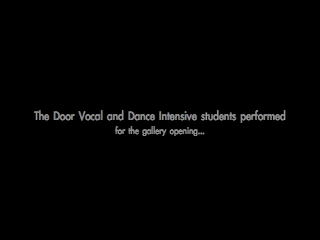 The Door Vocal and Dance Intensive students performed
for the gallery opening...